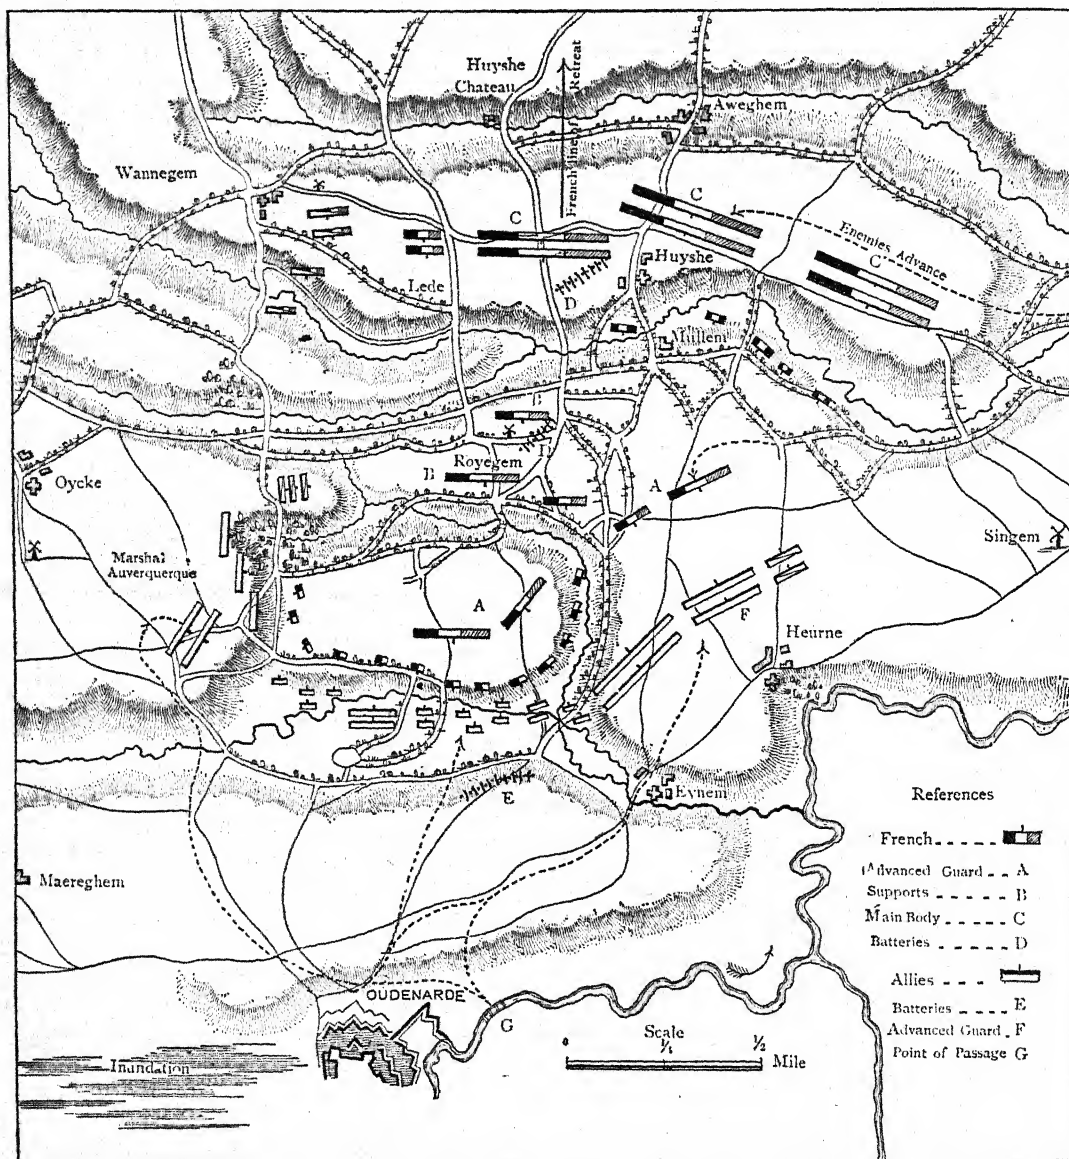 Huyshe
Chateau
French line of Retreat
Aweghem
Wannegem
C
C
Enemies Advance
C
Huyshe
Lede
D
Mullem
B
D
B
Royegem
A
Oycke
Singem
Marshal
Auverquerque
A
F
Heurne
E
Eynem
References
French
Advanced Guard A
Supports B
Main Body C
Batteries D
Allies
Batteries E
Advanced Guard F
Point of Passage G
Maereghem
OUDENARDE
G
Scale
0 1/4 1/2
Mile
Inundation